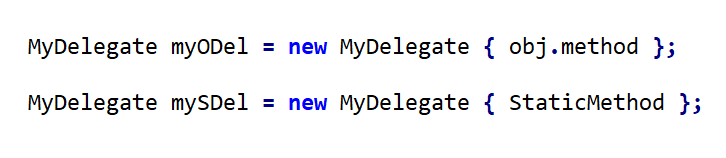 MyDelegate myODel = new MyDelegate { obj.method };
MyDelegate mySDel = new MyDelegate { StaticMethod };